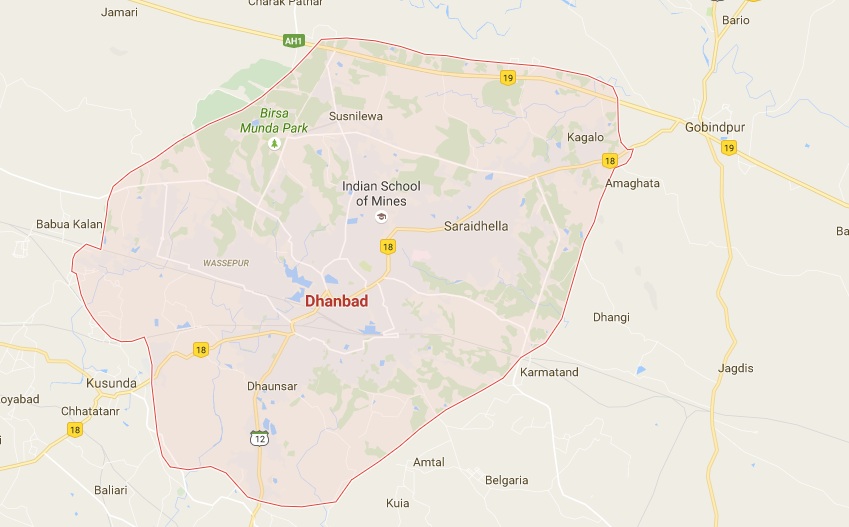 Charak Pathar
Jamari
Bario
AH1
19
Birsa
Munda Park
Susnilewa
Kagalo
Gobindpur
19
18
Indian School
of Mines
Amaghata
Babua Kalan
Saraidhella
Ba
18
WASSEPUR
Dhanbad
Dhangi
18
Kusunda
Dhaunsar
Karmatand
Jagdis
oyabad
Chhatatanr
18
12
Amtal
Baliari
Belgaria
Kuia